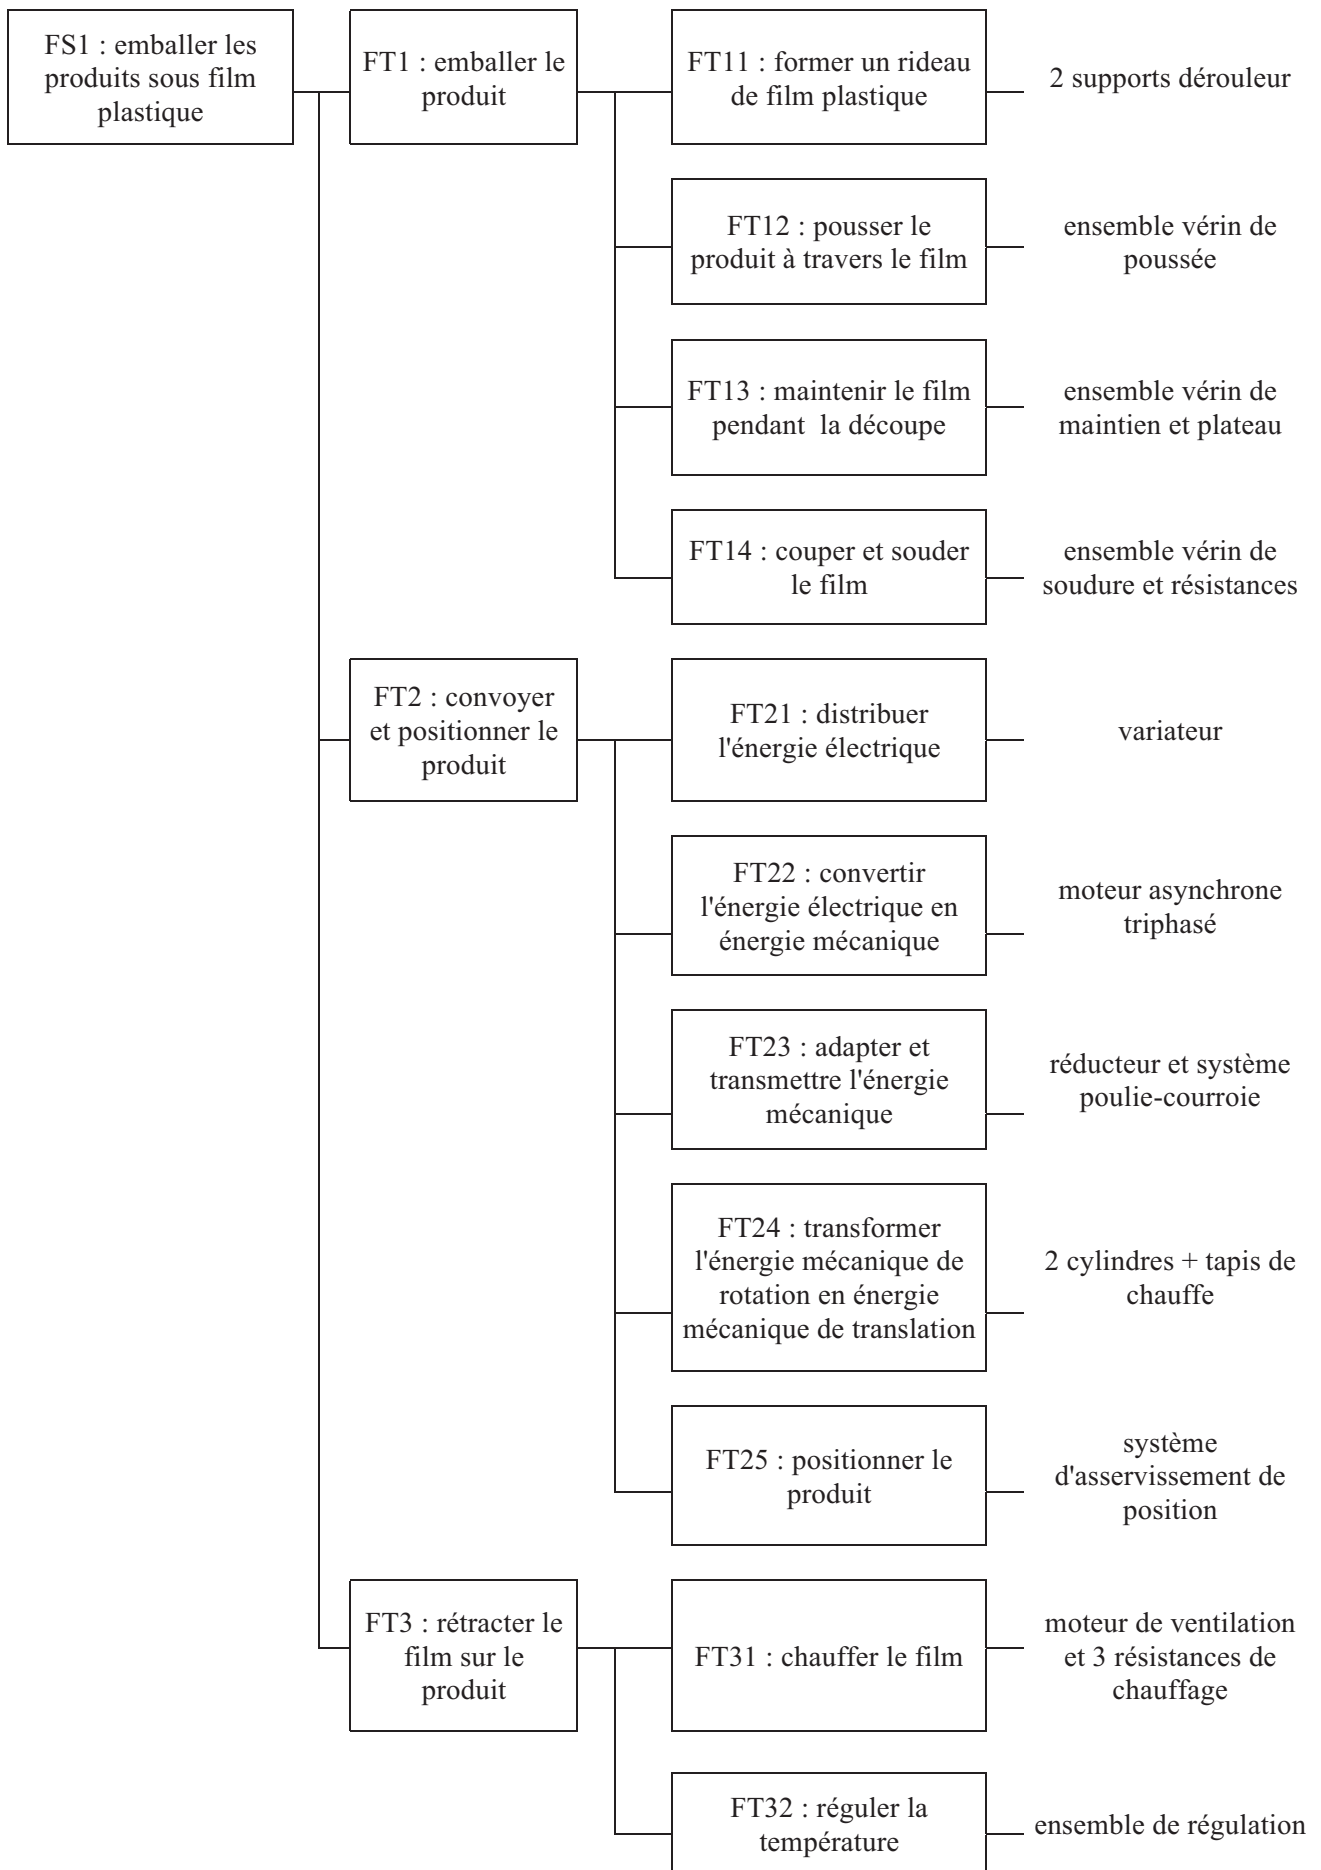 FS1 : emballer les
produits sous film
plastique
FT1 : emballer le
produit
FT11 : former un rideau
de film plastique
2 supports dérouleur
FT12 : pousser le
produit à travers le film
ensemble vérin de
poussée
FT13 : maintenir le film
pendant la découpe
ensemble vérin de
maintien et plateau
FT14 : couper et souder
le film
ensemble vérin de
soudure et résistances
FT2 : convoyer
et positionner le
produit
FT21 : distribuer
l'énergie électrique
variateur
FT22 : convertir
l'énergie électrique en
énergie mécanique
moteur asynchrone
triphasé
FT23 : adapter et
transmettre l'énergie
mécanique
réducteur et système
poulie-courroie
FT24 : transformer
l'énergie mécanique de
rotation en énergie
mécanique de translation
2 cylindres + tapis de
chauffe
FT25 : positionner le
produit
système
d'asservissement de
position
FT3 : rétracter le
film sur le
produit
FT31 : chauffer le film
moteur de ventilation
et 3 résistances de
chauffage
FT32 : réguler la
température
ensemble de régulation